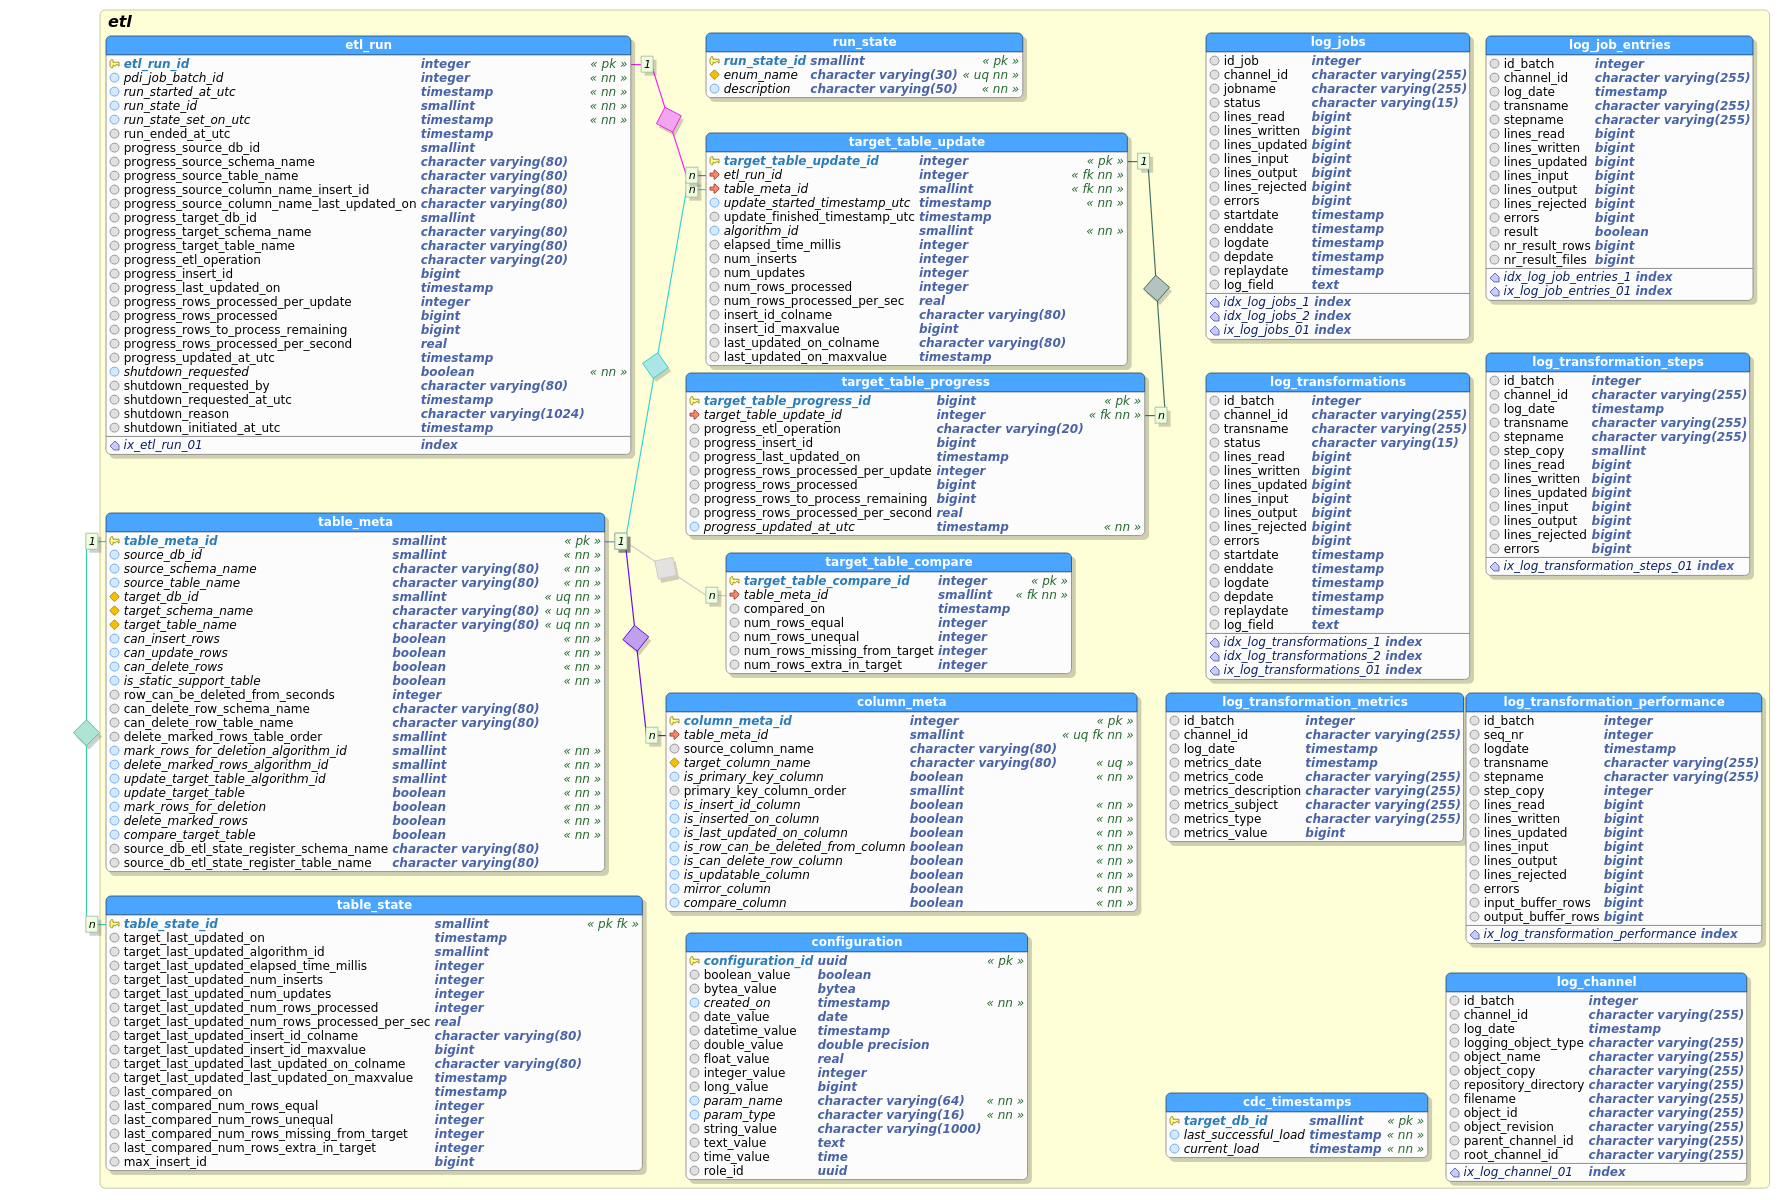 etl
etl_run
etl_run_id integer « pk »
pdi_job_batch_id integer « nn »
run_started_at_utc timestamp « nn »
run_state_id smallint « nn »
run_state_set_on_utc timestamp « nn »
run_ended_at_utc timestamp
progress_source_db_id smallint
progress_source_schema_name character varying(80)
progress_source_table_name character varying(80)
progress_source_column_name_insert_id character varying(80)
progress_source_column_name_last_updated_on character varying(80)
progress_target_db_id smallint
progress_target_schema_name character varying(80)
progress_target_table_name character varying(80)
progress_etl_operation character varying(20)
progress_insert_id bigint
progress_last_updated_on timestamp
progress_rows_processed_per_update integer
progress_rows_processed bigint
progress_rows_to_process_remaining bigint
progress_rows_processed_per_second real
progress_updated_at_utc timestamp
shutdown_requested boolean « nn »
shutdown_requested_by character varying(80)
shutdown_requested_at_utc timestamp
shutdown_reason character varying(1024)
shutdown_initiated_at_utc timestamp
ix_etl_run_01 index
1
n
n
run_state
run_state_id smallint « pk »
enum_name character varying(30) « uq nn »
description character varying(50) « nn »
target_table_update
target_table_update_id integer « pk »
etl_run_id integer « fk nn »
table_meta_id smallint « fk nn »
update_started_timestamp_utc timestamp « nn »
update_finished_timestamp_utc timestamp
algorithm_id smallint « nn »
elapsed_time_millis integer
num_inserts integer
num_updates integer
num_rows_processed integer
num_rows_processed_per_sec real
insert_id_colname character varying(80)
insert_id_maxvalue bigint
last_updated_on_colname character varying(80)
last_updated_on_maxvalue timestamp
1
target_table_progress
target_table_progress_id bigint « pk »
target_table_update_id integer « fk nn »
progress_etl_operation character varying(20)
progress_insert_id bigint
progress_last_updated_on timestamp
progress_rows_processed_per_update integer
progress_rows_processed bigint
progress_rows_to_process_remaining bigint
progress_rows_processed_per_second real
progress_updated_at_utc timestamp « nn »
n
log_jobs
id_job integer
channel_id character varying(255)
jobname character varying(255)
status character varying(15)
lines_read bigint
lines_written bigint
lines_updated bigint
lines_input bigint
lines_output bigint
lines_rejected bigint
errors bigint
startdate timestamp
enddate timestamp
logdate timestamp
depdate timestamp
replaydate timestamp
log_field text
idx_log_jobs_1 index
idx_log_jobs_2 index
ix_log_jobs_01 index
log_job_entries
id_batch integer
channel_id character varying(255)
log_date timestamp
transname character varying(255)
stepname character varying(255)
lines_read bigint
lines_written bigint
lines_updated bigint
lines_input bigint
lines_output bigint
lines_rejected bigint
errors bigint
result boolean
nr_result_rows bigint
nr_result_files bigint
idx_log_job_entries_1 index
ix_log_job_entries_01 index
log_transformations
id_batch integer
channel_id character varying(255)
transname character varying(255)
status character varying(15)
lines_read bigint
lines_written bigint
lines_updated bigint
lines_input bigint
lines_output bigint
lines_rejected bigint
errors bigint
startdate timestamp
enddate timestamp
logdate timestamp
depdate timestamp
replaydate timestamp
log_field text
idx_log_transformations_1 index
idx_log_transformations_2 index
ix_log_transformations_01 index
log_transformation_steps
id_batch integer
channel_id character varying(255)
log_date timestamp
transname character varying(255)
stepname character varying(255)
step_copy smallint
lines_read bigint
lines_written bigint
lines_updated bigint
lines_input bigint
lines_output bigint
lines_rejected bigint
errors bigint
ix_log_transformation_steps_01 index
1
table_meta
table_meta_id smallint « pk »
source_db_id smallint « nn »
source_schema_name character varying(80) « nn »
source_table_name character varying(80) « nn »
target_db_id smallint « uq nn »
target_schema_name character varying(80) « uq nn »
target_table_name character varying(80) « uq nn »
can_insert_rows boolean « nn »
can_update_rows boolean « nn »
can_delete_rows boolean « nn »
is_static_support_table boolean « nn »
row_can_be_deleted_from_seconds integer
can_delete_row_schema_name character varying(80)
can_delete_row_table_name character varying(80)
delete_marked_rows_table_order smallint
mark_rows_for_deletion_algorithm_id smallint « nn »
delete_marked_rows_algorithm_id smallint « nn »
update_target_table_algorithm_id smallint « nn »
update_target_table boolean « nn »
mark_rows_for_deletion boolean « nn »
delete_marked_rows boolean « nn »
compare_target_table boolean « nn »
source_db_etl_state_register_schema_name character varying(80)
source_db_etl_state_register_table_name character varying(80)
1
n
n
target_table_compare
target_table_compare_id integer « pk »
table_meta_id smallint « fk nn »
compared_on timestamp
num_rows_equal integer
num_rows_unequal integer
num_rows_missing_from_target integer
num_rows_extra_in_target integer
column_meta
column_meta_id integer « pk »
table_meta_id smallint « uq fk nn »
source_column_name character varying(80)
target_column_name character varying(80) « uq »
is_primary_key_column boolean « nn »
primary_key_column_order smallint
is_insert_id_column boolean « nn »
is_inserted_on_column boolean « nn »
is_last_updated_on_column boolean « nn »
is_row_can_be_deleted_from_column boolean « nn »
is_can_delete_row_column boolean « nn »
is_updatable_column boolean « nn »
mirror_column boolean « nn »
compare_column boolean « nn »
log_transformation_metrics
id_batch integer
channel_id character varying(255)
log_date timestamp
metrics_date timestamp
metrics_code character varying(255)
metrics_description character varying(255)
metrics_subject character varying(255)
metrics_type character varying(255)
metrics_value bigint
log_transformation_performance
id_batch integer
seq_nr integer
logdate timestamp
transname character varying(255)
stepname character varying(255)
step_copy integer
lines_read bigint
lines_written bigint
lines_updated bigint
lines_input bigint
lines_output bigint
lines_rejected bigint
errors bigint
input_buffer_rows bigint
output_buffer_rows bigint
ix_log_transformation_performance index
n
table_state
table_state_id smallint « pk fk »
target_last_updated_on timestamp
target_last_updated_algorithm_id smallint
target_last_updated_elapsed_time_millis integer
target_last_updated_num_inserts integer
target_last_updated_num_updates integer
target_last_updated_num_rows_processed integer
target_last_updated_num_rows_processed_per_sec real
target_last_updated_insert_id_colname character varying(80)
target_last_updated_insert_id_maxvalue bigint
target_last_updated_last_updated_on_colname character varying(80)
target_last_updated_last_updated_on_maxvalue timestamp
last_compared_on timestamp
last_compared_num_rows_equal integer
last_compared_num_rows_unequal integer
last_compared_num_rows_missing_from_target integer
last_compared_num_rows_extra_in_target integer
max_insert_id bigint
configuration
configuration_id uuid « pk »
boolean_value boolean
bytea_value bytea
created_on timestamp « nn »
date_value date
datetime_value timestamp
double_value double precision
float_value real
integer_value integer
long_value bigint
param_name character varying(64) « nn »
param_type character varying(16) « nn »
string_value character varying(1000)
text_value text
time_value time
role_id uuid
cdc_timestamps
target_db_id smallint « pk »
last_successful_load timestamp « nn »
current_load timestamp « nn »
log_channel
id_batch integer
channel_id character varying(255)
log_date timestamp
logging_object_type character varying(255)
object_name character varying(255)
object_copy character varying(255)
repository_directory character varying(255)
filename character varying(255)
object_id character varying(255)
object_revision character varying(255)
parent_channel_id character varying(255)
root_channel_id character varying(255)
ix_log_channel_01 index